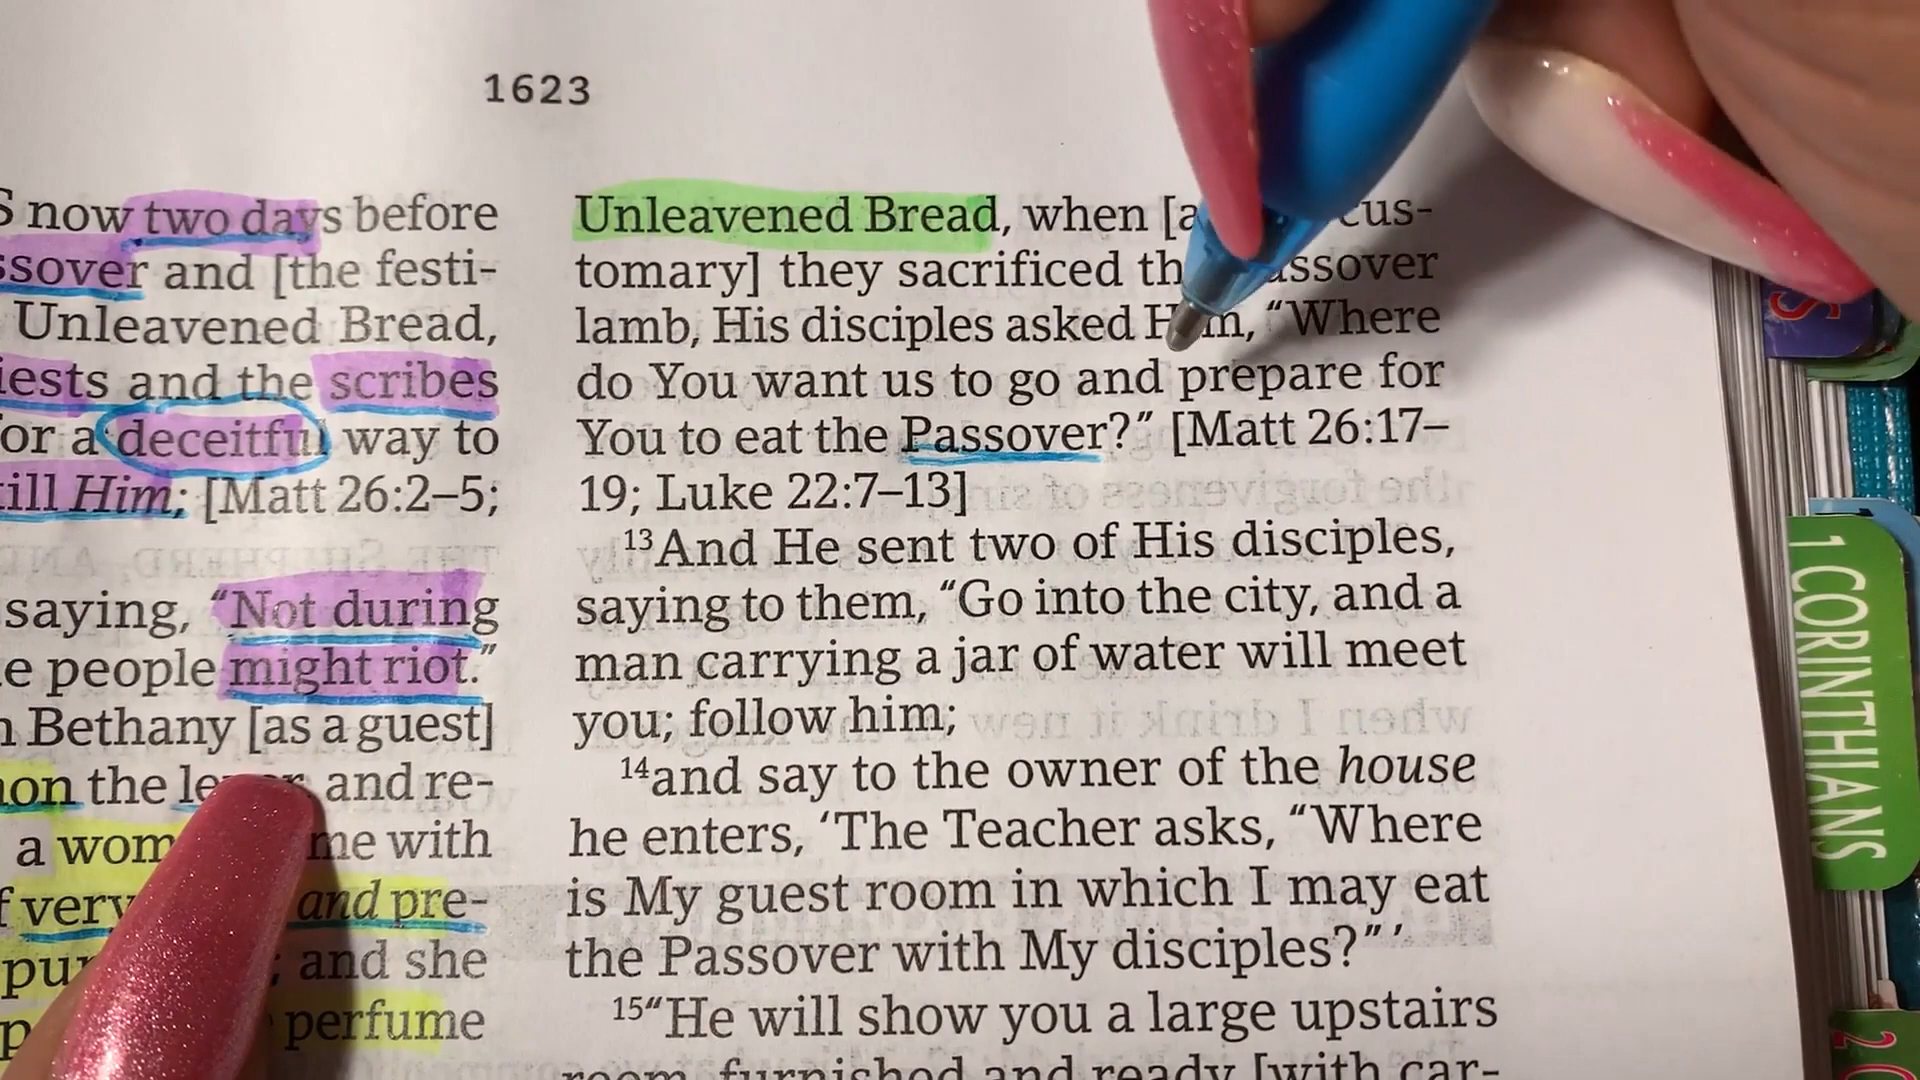 1623
now two days before
ssover and [the festi-
Unleavened Bread,
iests and the scribes
or a deceitful way to
ill Him; [Matt 26:2–5;
saying, “Not during
e people might riot.”
Bethany [as a guest]
on the and re-
a me with
very and pre-
; and she
perfume
Unleavened Bread, when [a cus-
tomary] they sacrificed th assover
lamb, His disciples asked Him, “Where
do You want us to go and prepare for
You to eat the Passover?” [Matt 26:17–
19; Luke 22:7–13]
13And He sent two of His disciples,
saying to them, “Go into the city, and a
man carrying a jar of water will meet
you; follow him;
14and say to the owner of the house
he enters, ‘The Teacher asks, “Where
is My guest room in which I may eat
the Passover with My disciples?”’
15“He will show you a large upstairs
room, furnished and ready [with car-
1 CORINTHIANS